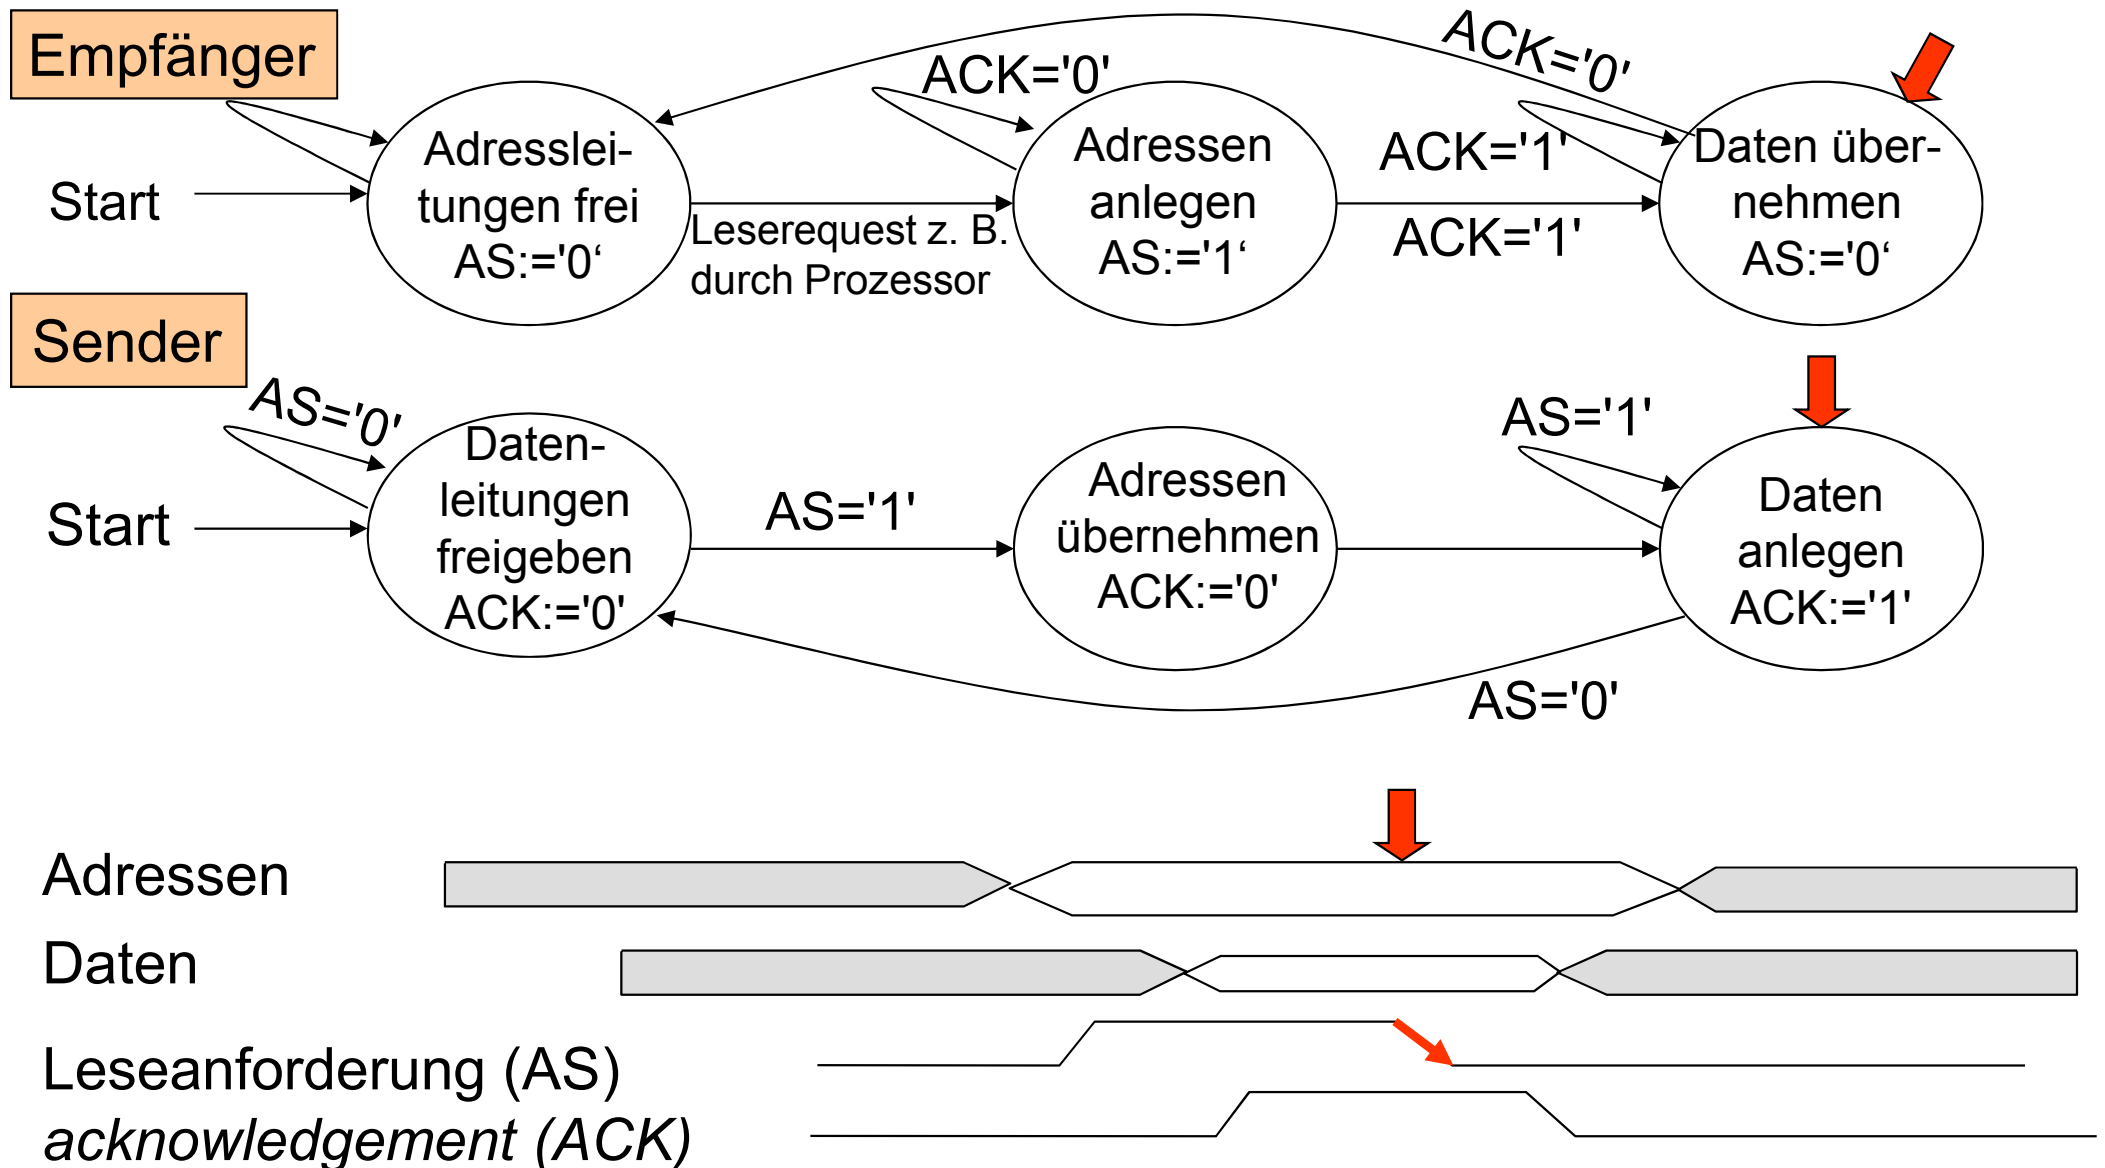 Empfänger
ACK='0'
ACK='0'
Start
Adresslei-
tungen frei
AS:='0‘
Leserequest z. B.
durch Prozessor
Adressen
anlegen
AS:='1‘
ACK='1'
ACK='1'
Daten über-
nehmen
AS:='0‘
Sender
AS='0'
Start
Daten-
leitungen
freigeben
ACK:='0'
AS='1'
Adressen
übernehmen
ACK:='0'
AS='1'
Daten
anlegen
ACK:='1'
AS='0'
Adressen
Daten
Leseanforderung (AS)
acknowledgement (ACK)